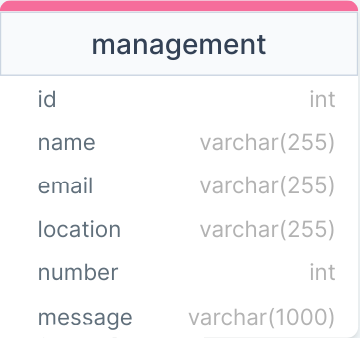 management
id int
name varchar(255)
email varchar(255)
location varchar(255)
number int
message varchar(1000)